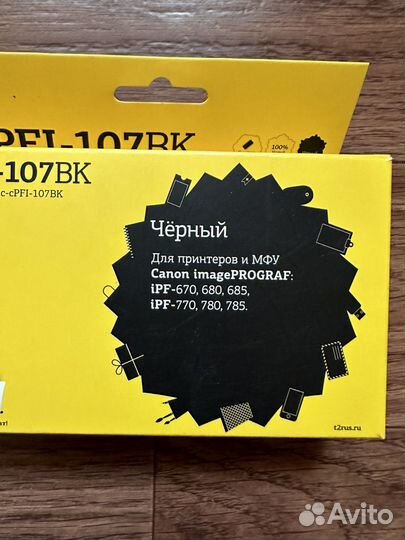 PFI-107BK
100%
-107BK
c-cPFI-107BK
Чёрный
Для принтеров и МФУ
Canon imagePROGRAF:
iPF-670, 680, 685,
iPF-770, 780, 785.
t2rus.ru
Avito